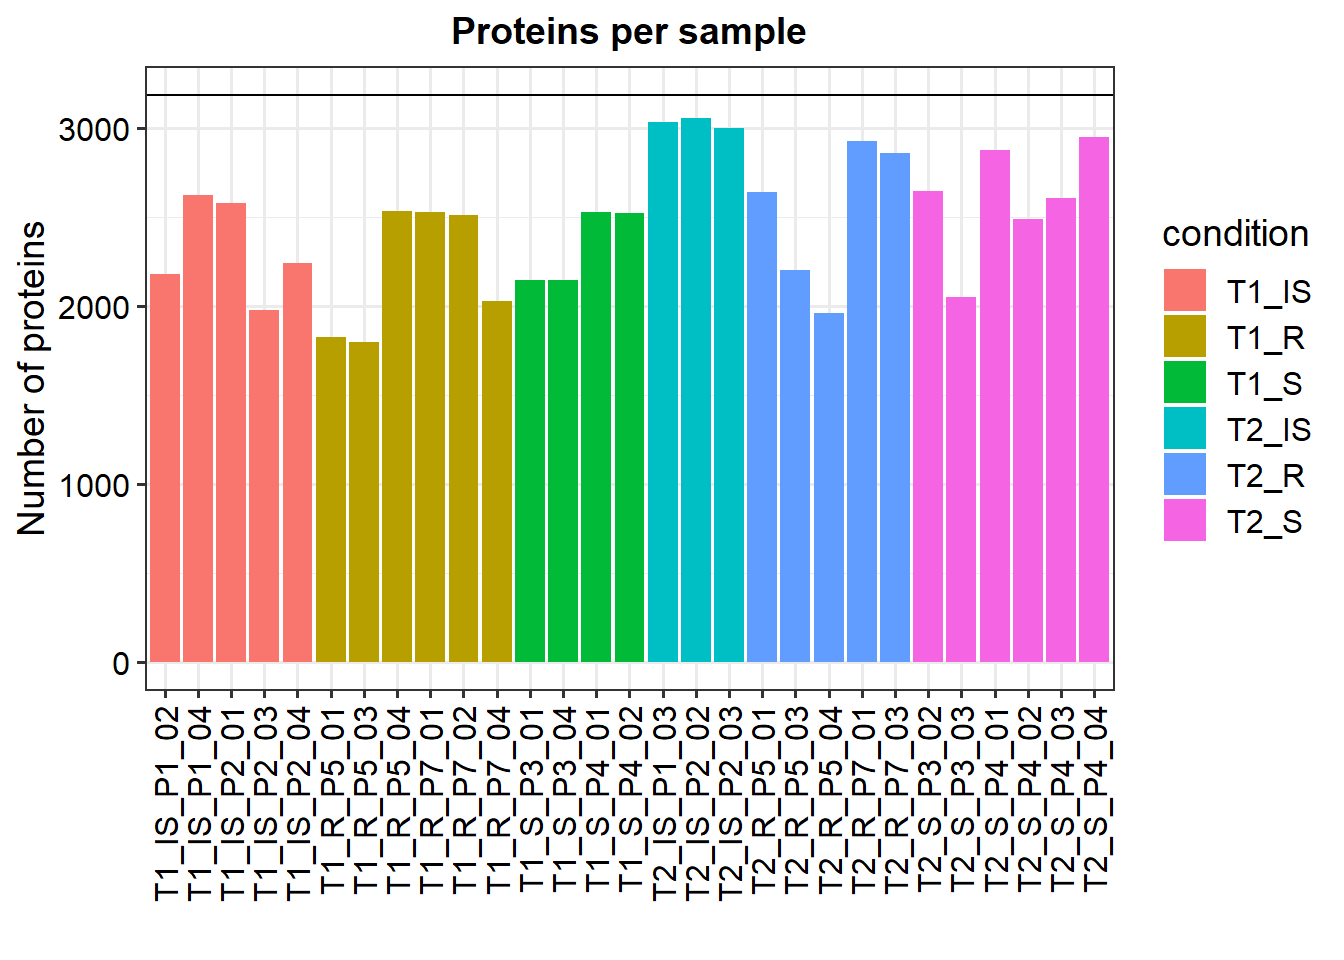 Proteins per sample
Number of proteins
3000
2000
1000
0
T1_IS_P1_02
T1_IS_P1_04
T1_IS_P2_01
T1_IS_P2_03
T1_IS_P2_04
T1_R_P5_01
T1_R_P5_03
T1_R_P5_04
T1_R_P7_01
T1_R_P7_02
T1_R_P7_04
T1_S_P3_01
T1_S_P3_04
T1_S_P4_01
T1_S_P4_02
T2_IS_P1_03
T2_IS_P2_02
T2_IS_P2_03
T2_R_P5_01
T2_R_P5_03
T2_R_P5_04
T2_R_P7_01
T2_R_P7_03
T2_S_P3_02
T2_S_P3_03
T2_S_P4_01
T2_S_P4_02
T2_S_P4_03
T2_S_P4_04
condition
T1_IS
T1_R
T1_S
T2_IS
T2_R
T2_S